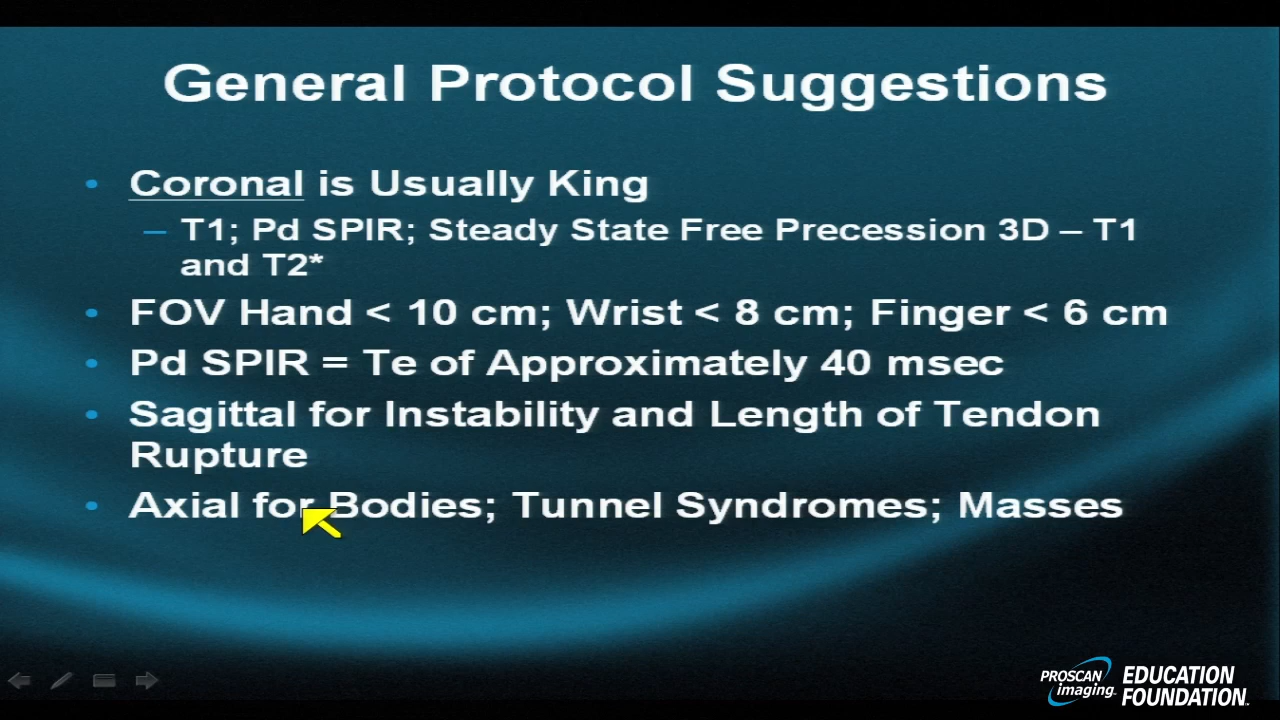 General Protocol Suggestions
• Coronal is Usually King
– T1; Pd SPIR; Steady State Free Precession 3D – T1
and T2*
• FOV Hand < 10 cm; Wrist < 8 cm; Finger < 6 cm
• Pd SPIR = Te of Approximately 40 msec
• Sagittal for Instability and Length of Tendon
Rupture
• Axial for Bodies; Tunnel Syndromes; Masses
PROSCAN
imaging
EDUCATION
FOUNDATION